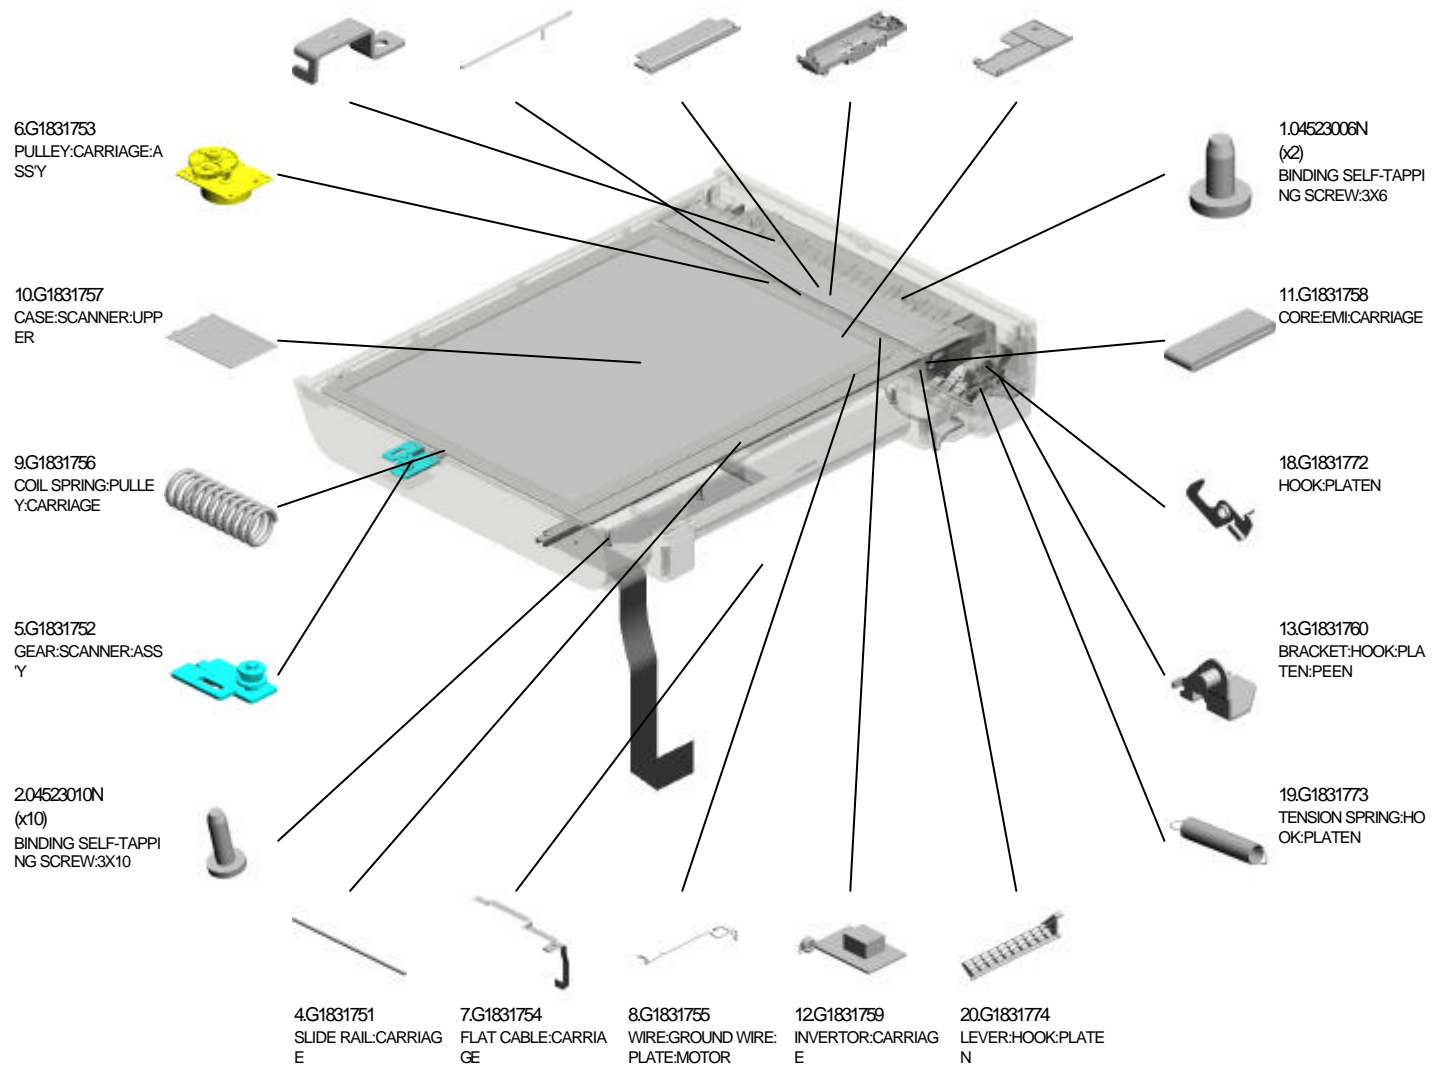 6.G1831753
PULLEY:CARRIAGE:A
SS'Y
1.04523006N
(x2)
BINDING SELF-TAPPI
NG SCREW:3X6
10.G1831757
CASE:SCANNER:UPP
ER
11.G1831758
CORE:EMI:CARRIAGE
9.G1831756
COIL SPRING:PULLE
Y:CARRIAGE
18.G1831772
HOOK:PLATEN
5.G1831752
GEAR:SCANNER:ASS
'Y
13.G1831760
BRACKET:HOOK:PLA
TEN:PEEN
2.04523010N
(x10)
BINDING SELF-TAPPI
NG SCREW:3X10
19.G1831773
TENSION SPRING:HO
OK:PLATEN
4.G1831751
SLIDE RAIL:CARRIAG
E
7.G1831754
FLAT CABLE:CARRIA
GE
8.G1831755
WIRE:GROUND WIRE:
PLATE:MOTOR
12.G1831759
INVERTOR:CARRIAG
E
20.G1831774
LEVER:HOOK:PLATE
N